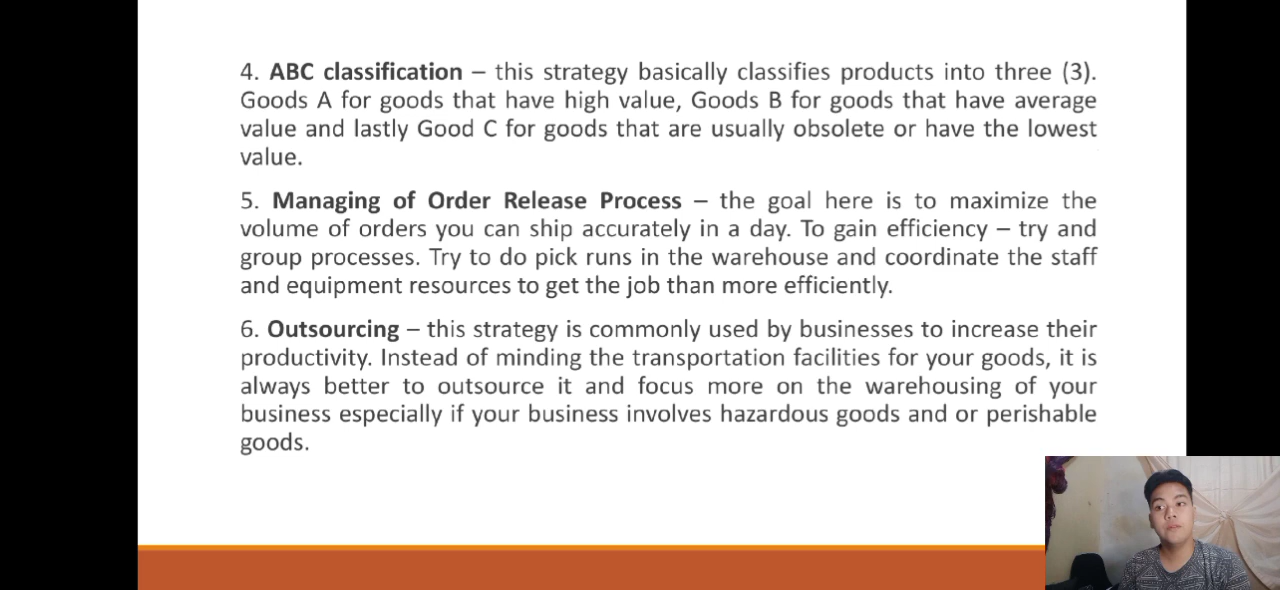 4. ABC classification – this strategy basically classifies products into three (3).
Goods A for goods that have high value, Goods B for goods that have average
value and lastly Good C for goods that are usually obsolete or have the lowest
value.
5. Managing of Order Release Process – the goal here is to maximize the
volume of orders you can ship accurately in a day. To gain efficiency – try and
group processes. Try to do pick runs in the warehouse and coordinate the staff
and equipment resources to get the job than more efficiently.
6. Outsourcing – this strategy is commonly used by businesses to increase their
productivity. Instead of minding the transportation facilities for your goods, it is
always better to outsource it and focus more on the warehousing of your
business especially if your business involves hazardous goods and or perishable
goods.